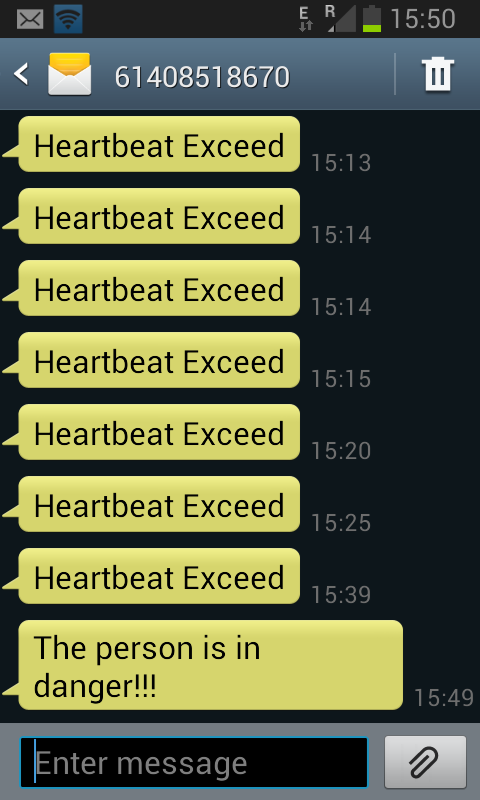 E R 15:50
61408518670
Heartbeat Exceed 15:13
Heartbeat Exceed 15:14
Heartbeat Exceed 15:14
Heartbeat Exceed 15:15
Heartbeat Exceed 15:20
Heartbeat Exceed 15:25
Heartbeat Exceed 15:39
The person is in
danger!!! 15:49
Enter message